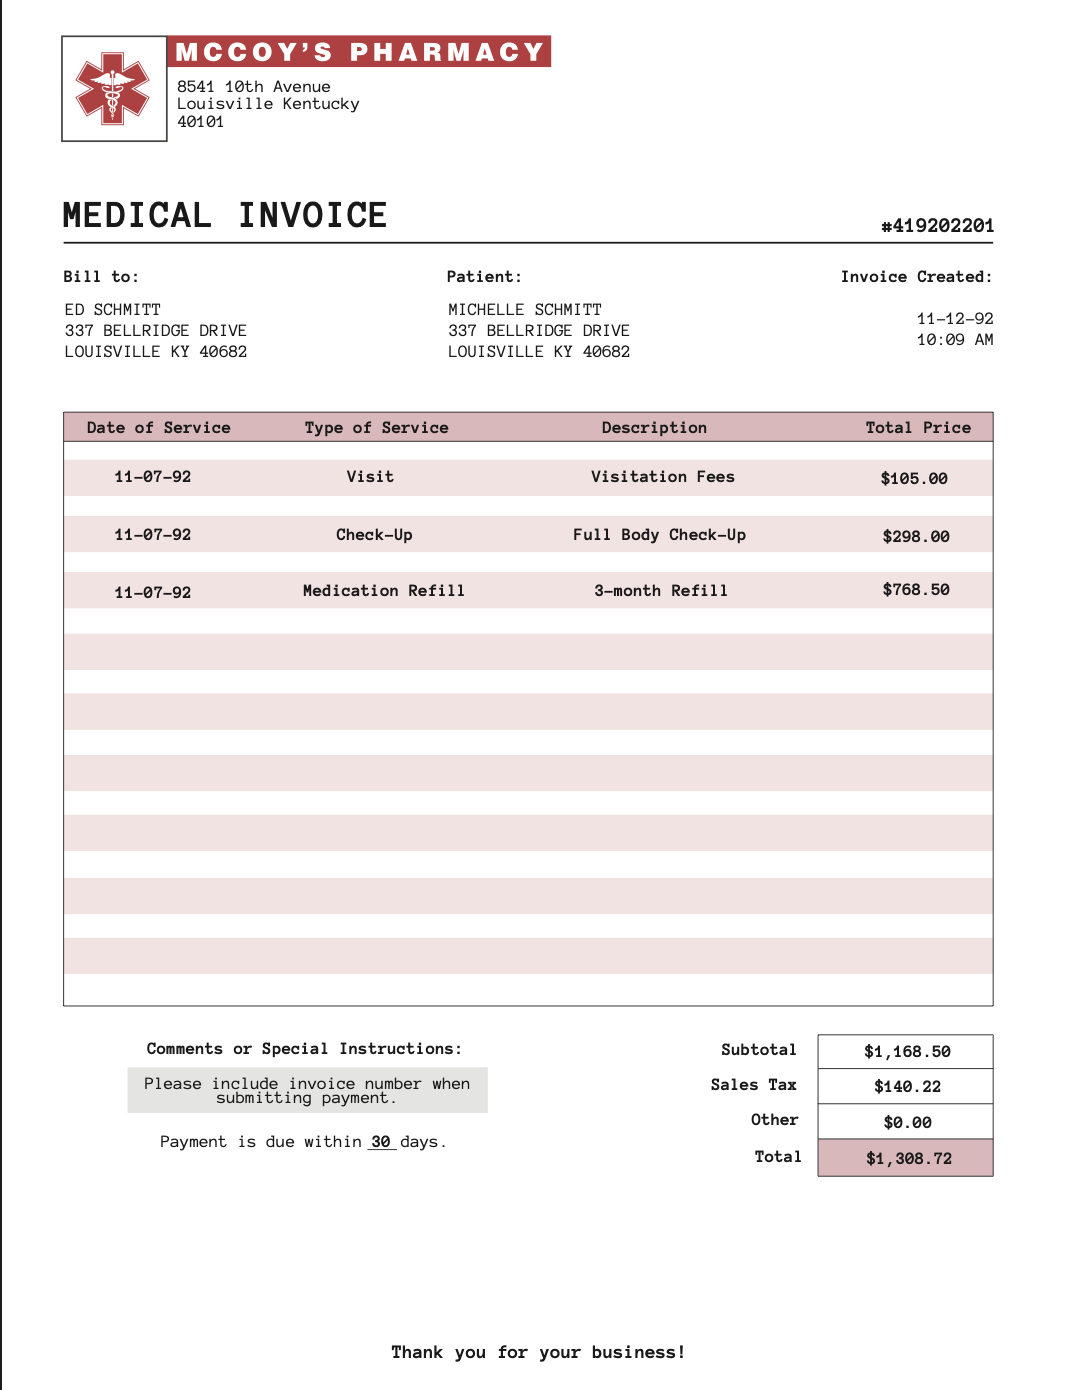 MCCOY'S PHARMACY
8541 10th Avenue
Louisville Kentucky
40101
MEDICAL INVOICE
#419202201
Bill to:
ED SCHMITT
337 BELLRIDGE DRIVE
LOUISVILLE KY 40682
Patient:
MICHELLE SCHMITT
337 BELLRIDGE DRIVE
LOUISVILLE KY 40682
Invoice Created:
11-12-92
10:09 AM
Date of Service Type of Service Description Total Price
11-07-92 Visit Visitation Fees $105.00
11-07-92 Check-Up Full Body Check-Up $298.00
11-07-92 Medication Refill 3-month Refill $768.50
Comments or Special Instructions:
Please include invoice number when
submitting payment.
Payment is due within 30 days.
Subtotal $1,168.50
Sales Tax $140.22
Other $0.00
Total $1,308.72
Thank you for your business!